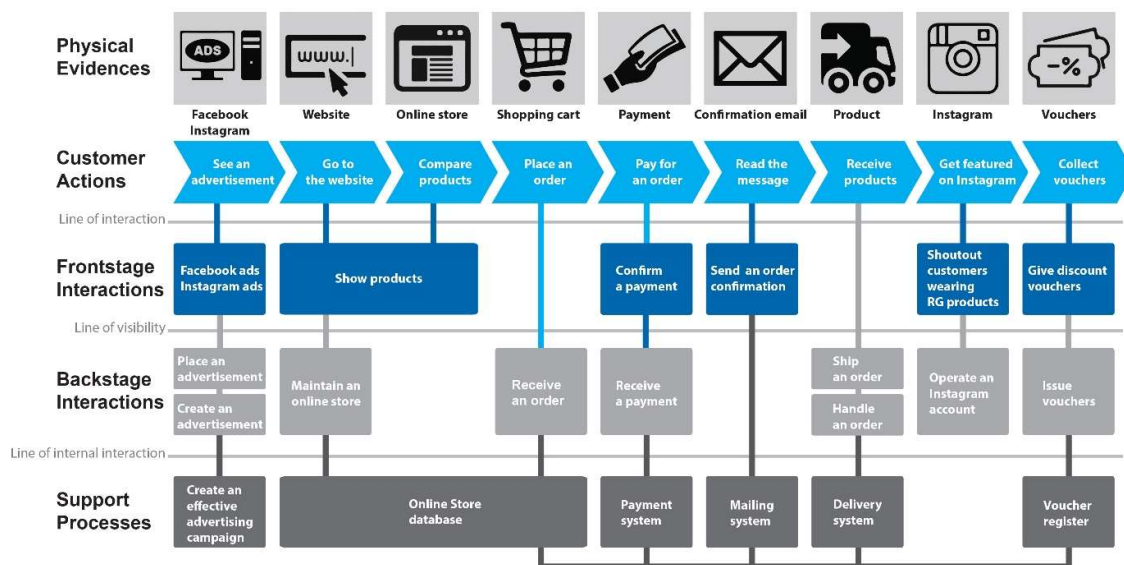 Physical
Evidences
ADS
www.
-%
Facebook
Instagram
Website
Online store
Shopping cart
Payment
Confirmation email
Product
Instagram
Vouchers
Customer
Actions
See an
advertisement
Go to
the website
Compare
products
Place an
order
Pay for
an order
Read the
message
Receive
products
Get featured
on Instagram
Collect
vouchers
Line of interaction
Frontstage
Interactions
Facebook ads
Instagram ads
Show products
Confirm
a payment
Send an order
confirmation
Shoutout
customers
wearing
RG products
Give discount
vouchers
Line of visibility
Backstage
Interactions
Place an
advertisement
Create an
advertisement
Maintain an
online store
Receive
an order
Receive
a payment
Ship
an order
Handle
an order
Operate an
Instagram
account
Issue
vouchers
Line of internal interaction
Support
Processes
Create an
effective
advertising
campaign
Online Store
database
Payment
system
Mailing
system
Delivery
system
Voucher
register